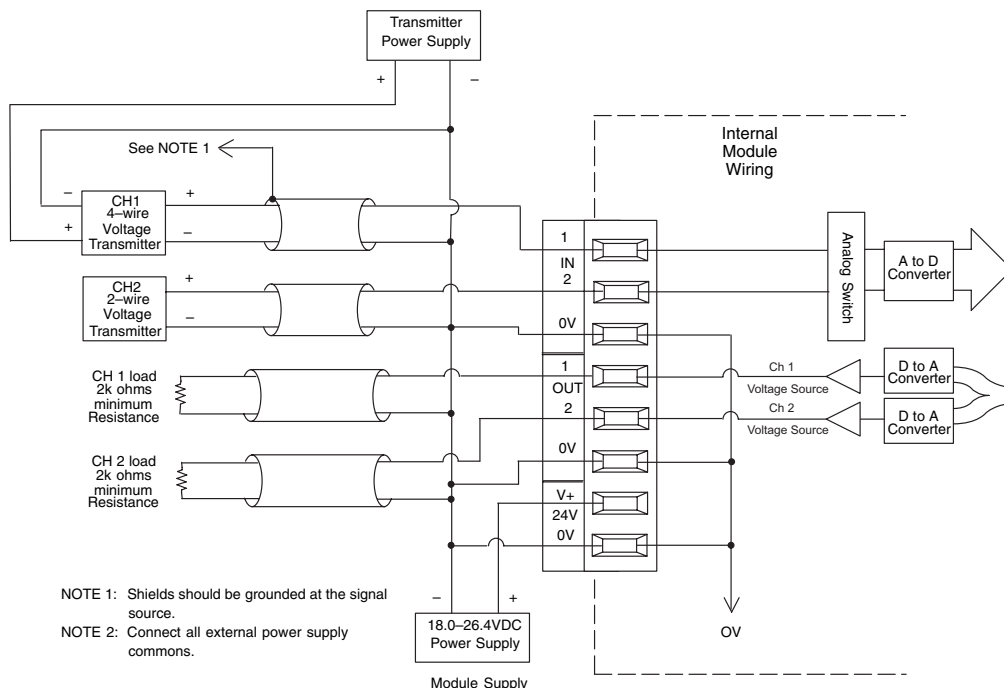 Transmitter
Power Supply
+
–
Internal
Module
Wiring
See NOTE 1
–
+
CH1
4–wire
Voltage
Transmitter
+
–
CH2
2–wire
Voltage
Transmitter
+
–
CH 1 load
2k ohms
minimum
Resistance
CH 2 load
2k ohms
minimum
Resistance
1
IN
2
0V
1
OUT
2
0V
V+
24V
0V
Analog Switch
A to D
Converter
Ch 1
Voltage Source
D to A
Converter
Ch 2
Voltage Source
D to A
Converter
OV
NOTE 1: Shields should be grounded at the signal
source.
NOTE 2: Connect all external power supply
commons.
–
+
18.0–26.4VDC
Power Supply
Module Supply